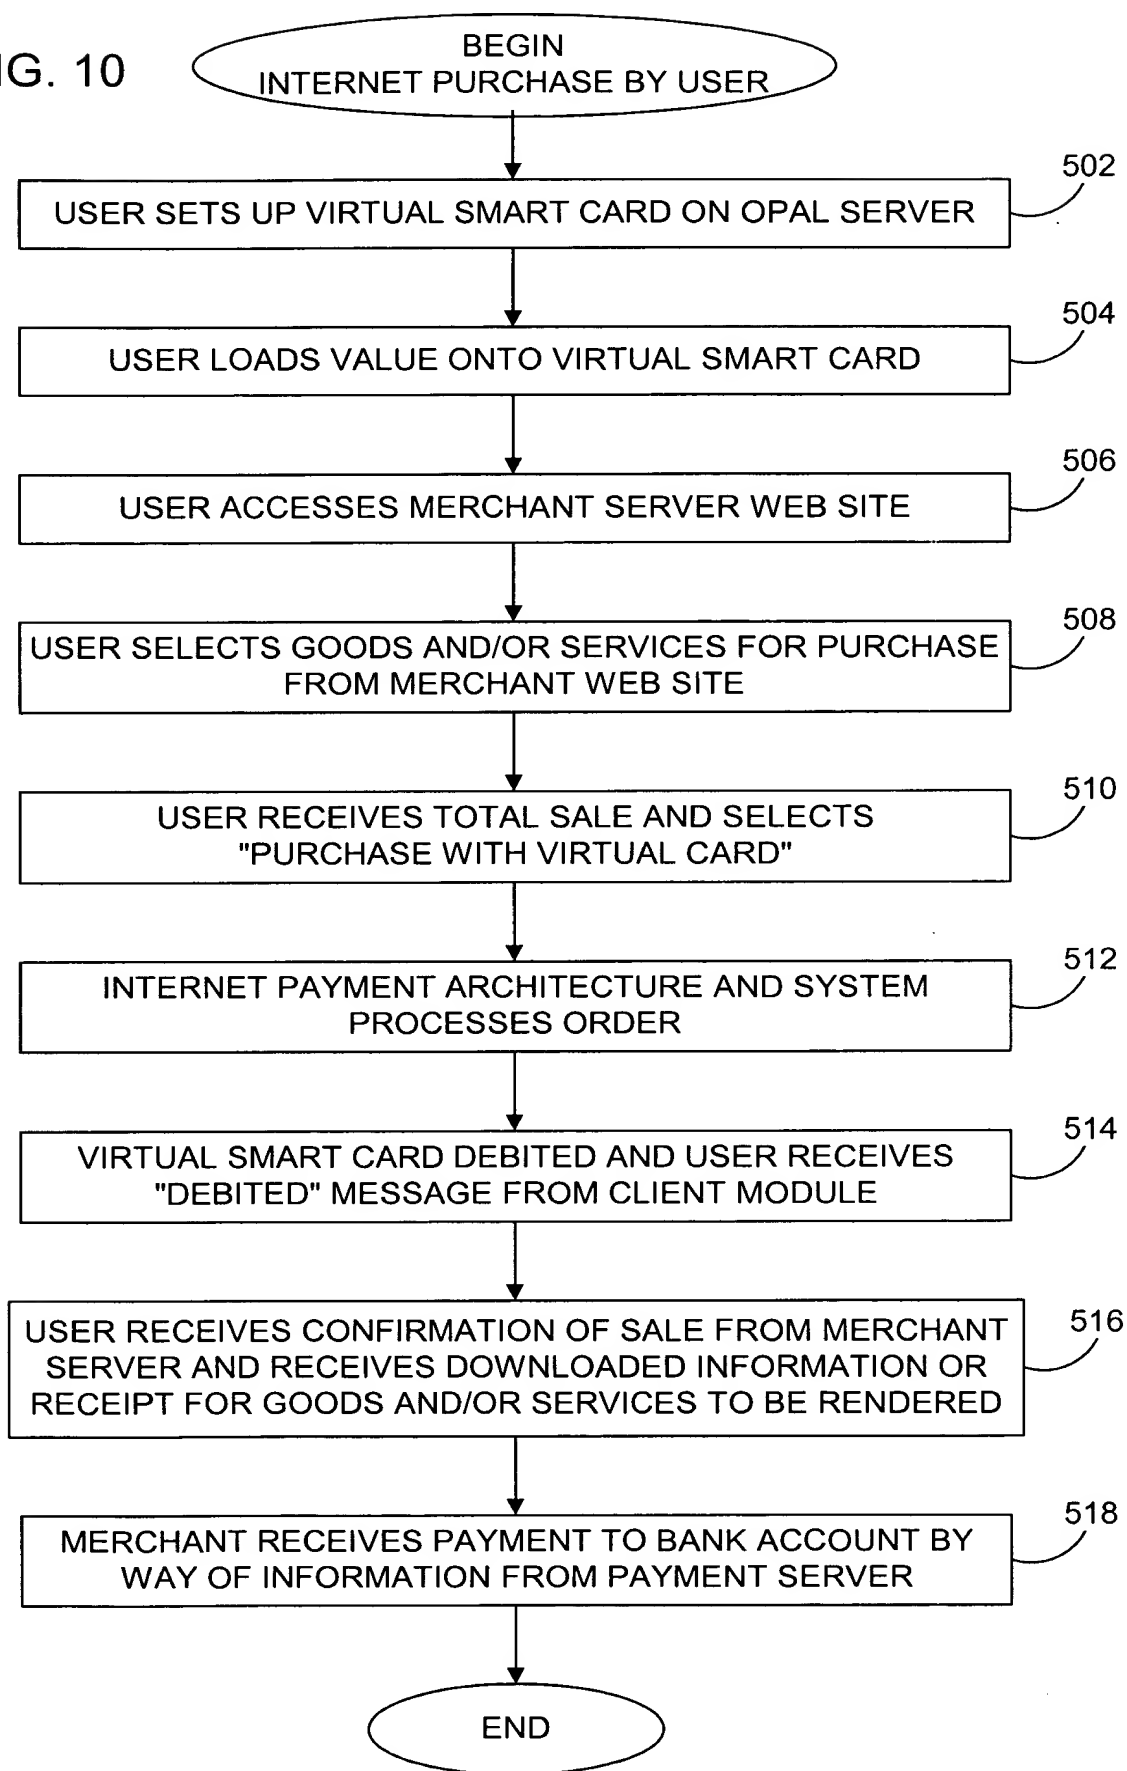 IG. 10
BEGIN
INTERNET PURCHASE BY USER
502
USER SETS UP VIRTUAL SMART CARD ON OPAL SERVER
504
USER LOADS VALUE ONTO VIRTUAL SMART CARD
506
USER ACCESSES MERCHANT SERVER WEB SITE
508
USER SELECTS GOODS AND/OR SERVICES FOR PURCHASE
FROM MERCHANT WEB SITE
510
USER RECEIVES TOTAL SALE AND SELECTS
"PURCHASE WITH VIRTUAL CARD"
512
INTERNET PAYMENT ARCHITECTURE AND SYSTEM
PROCESSES ORDER
514
VIRTUAL SMART CARD DEBITED AND USER RECEIVES
"DEBITED" MESSAGE FROM CLIENT MODULE
516
USER RECEIVES CONFIRMATION OF SALE FROM MERCHANT
SERVER AND RECEIVES DOWNLOADED INFORMATION OR
RECEIPT FOR GOODS AND/OR SERVICES TO BE RENDERED
518
MERCHANT RECEIVES PAYMENT TO BANK ACCOUNT BY
WAY OF INFORMATION FROM PAYMENT SERVER
END